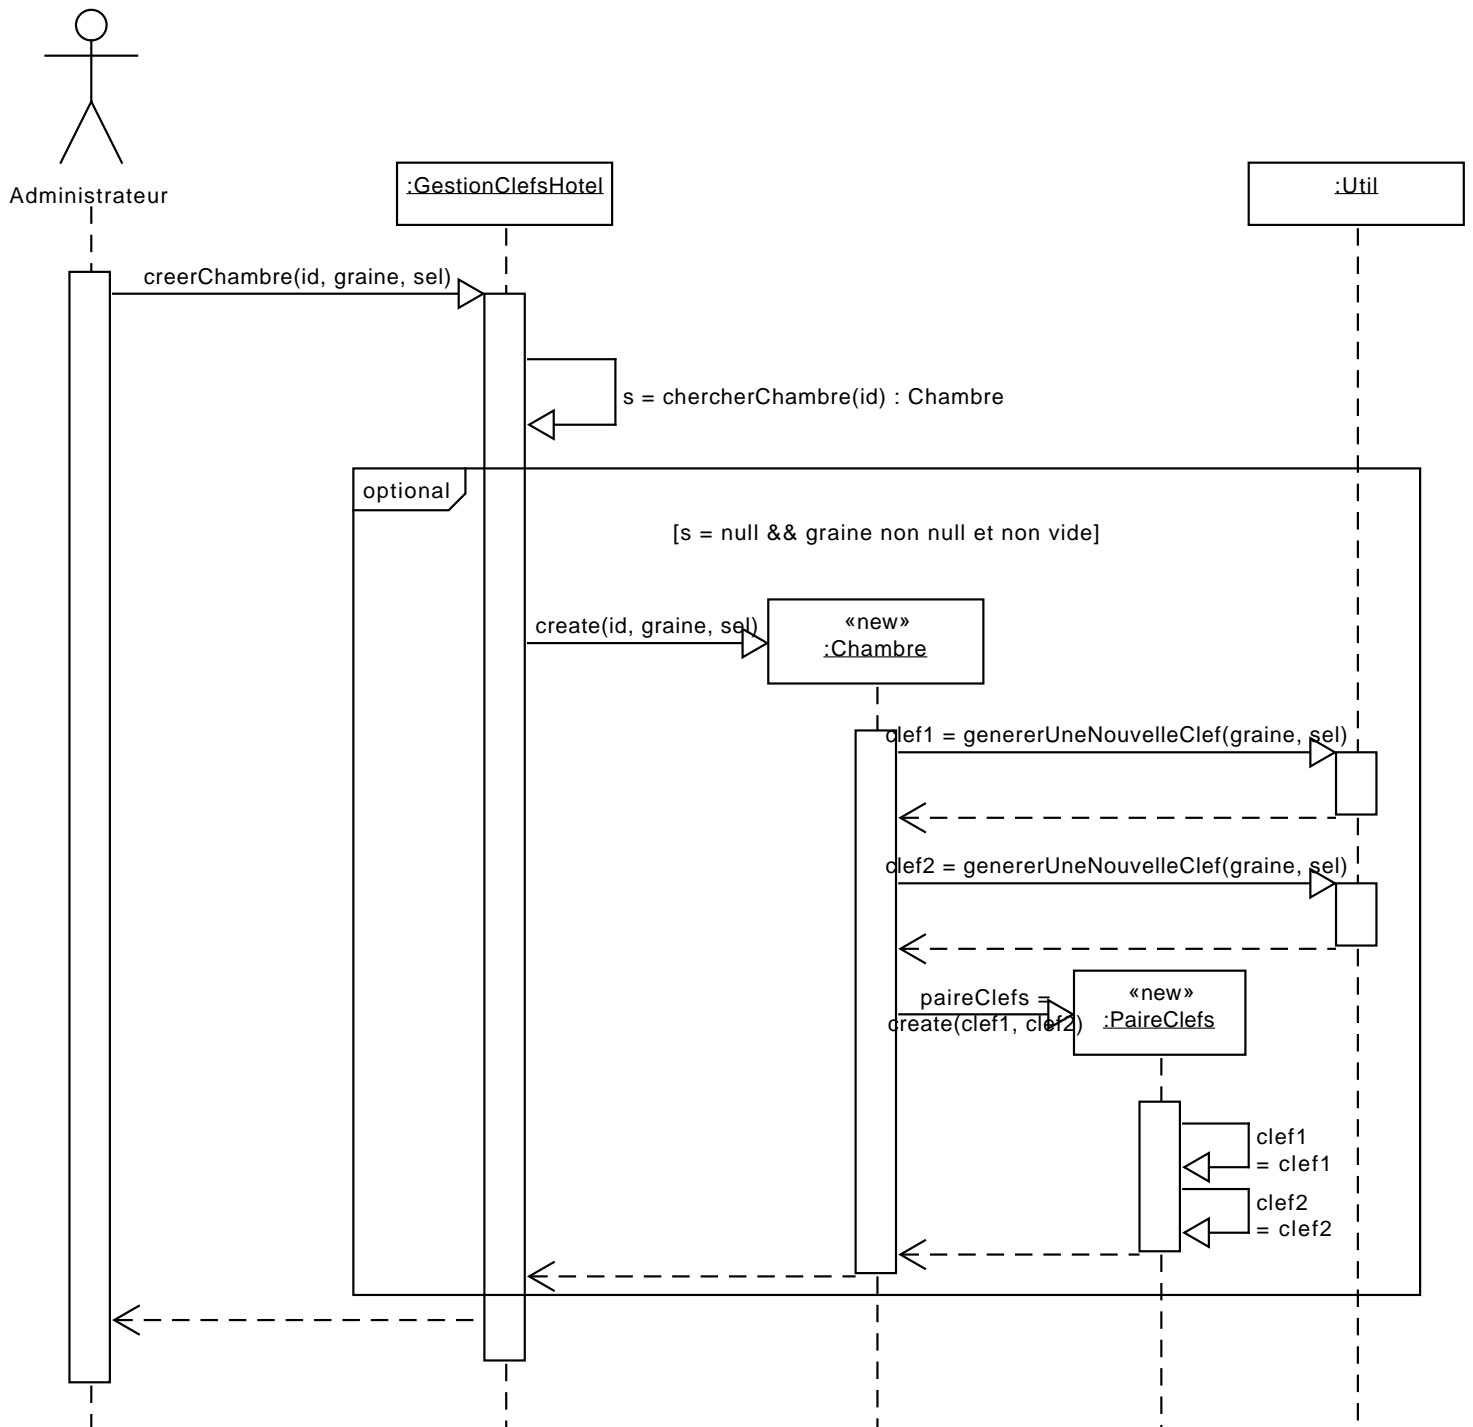 Administrateur
:GestionClefsHotel
:Util
creerChambre(id, graine, sel)
s = chercherChambre(id) : Chambre
optional
[s = null && graine non null et non vide]
create(id, graine, sel)
«new»
:Chambre
clef1 = genererUneNouvelleClef(graine, sel)
clef2 = genererUneNouvelleClef(graine, sel)
paireClefs =
create(clef1, clef2)
«new»
:PaireClefs
clef1
= clef1
clef2
= clef2